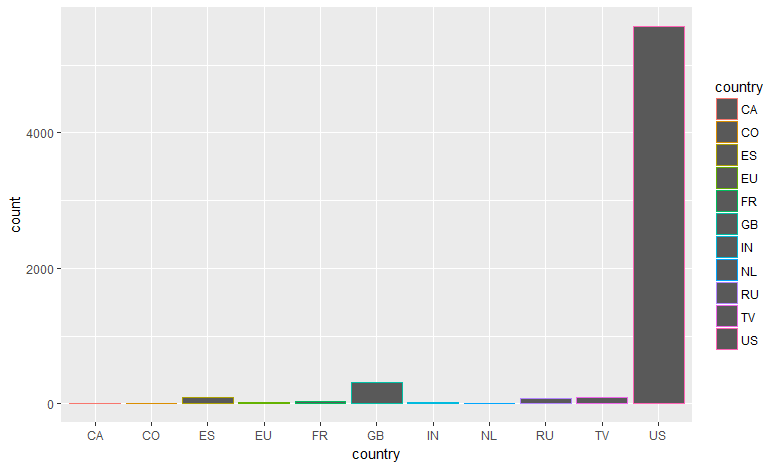 count
4000
2000
0
CA CO ES EU FR GB IN NL RU TV US
country
country
CA
CO
ES
EU
FR
GB
IN
NL
RU
TV
US